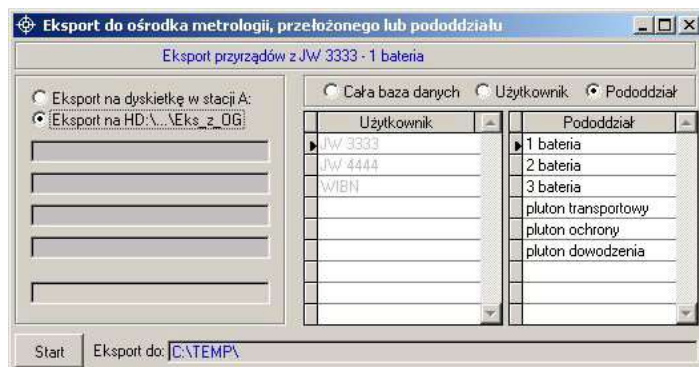 Eksport do ośrodka metrologii, przełożonego lub pododdziału
Eksport przyrządów z JW 3333 - 1 bateria
Eksport na dyskietkę w stacji A:
Eksport na HD:\...\Eks_z_OG
Cała baza danych Użytkownik Pododdział
Użytkownik
JW 3333
JW 4444
WIBN
Pododdział
1 bateria
2 bateria
3 bateria
pluton transportowy
pluton ochrony
pluton dowodzenia
Start Eksport do: C:\TEMP\